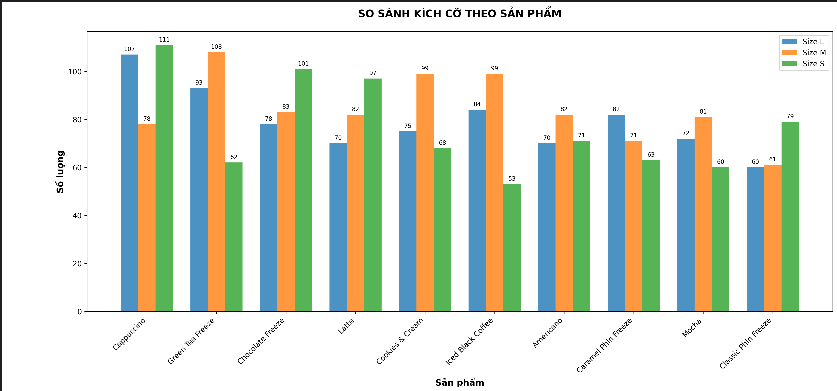 SO SÁNH KÍCH CỠ THEO SẢN PHẨM
Size L
Size M
Size S
Số lượng
100
80
60
40
20
0
107 78 111
93 108 62
78 83 101
70 82 97
75 99 68
84 99 53
70 82 71
82 71 63
72 81 60
60 61 79
Cappuccino
Green Tea Freeze
Chocolate Freeze
Latte
Cookies & Cream
Iced Black Coffee
Americano
Caramel Phin Freeze
Mocha
Classic Phin Freeze
Sản phẩm